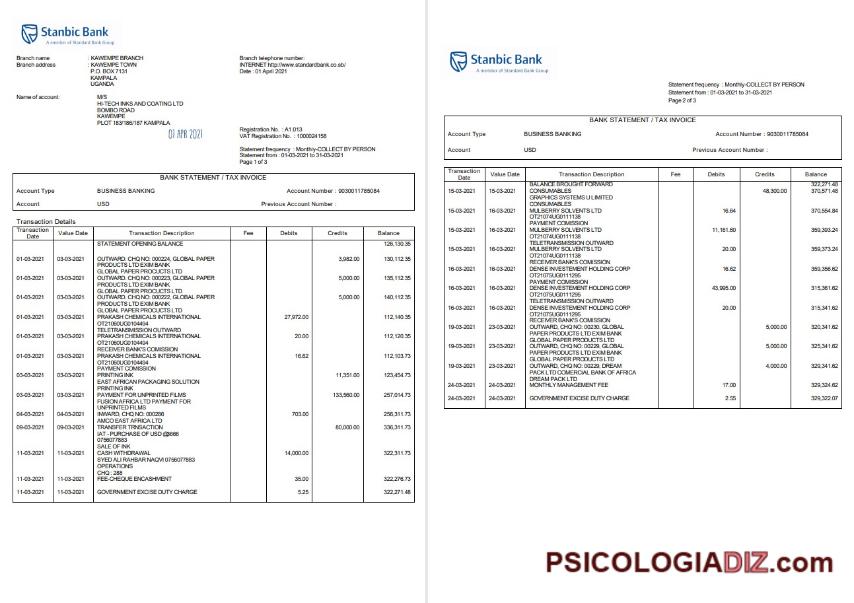 Stanbic Bank
A member of Standard Bank Group
Branch name : KAWEMPE BRANCH
Branch address : KAWEMPE TOWN
P.O. BOX 7131
KAMPALA
UGANDA
Branch telephone number:
INTERNET http://www.standardbank.co.sb/
Date : 01 April 2021
Name of account: M/S
HI-TECH INKS AND COATING LTD
BOMBO ROAD
KAWEMPE
PLOT 183/186/187 KAMPALA
01 APR 2021
Registration No. : A1.013
VAT Registration No. : 1000024158
Statement frequency : Monthly-COLLECT BY PERSON
Statement from : 01-03-2021 to 31-03-2021
Page 1 of 3
BANK STATEMENT / TAX INVOICE
Account Type BUSINESS BANKING Account Number : 9030011785084
Account USD Previous Account Number :
Transaction Details
Transaction Date Value Date Transaction Description Fee Debits Credits Balance
STATEMENT OPENING BALANCE 126,130.35
01-03-2021 03-03-2021 OUTWARD, CHQ NO: 000224, GLOBAL PAPER 3,982.00 130,112.35
PRODUCTS LTD EXIM BANK
GLOBAL PAPER PROCUCTS LTD
01-03-2021 03-03-2021 OUTWARD, CHQ NO: 000223, GLOBAL PAPER 5,000.00 135,112.35
PRODUCTS LTD EXIM BNK
GLOBAL PAPER PRODUCTS LTD
01-03-2021 03-03-2021 OUTWARD, CHQ NO: 000222, GLOBAL PAPER 5,000.00 140,112.35
PRODUCTS LTD EXIM BNK
GLOBAL PAPER PRODUCTS LTD
01-03-2021 03-03-2021 PRAKASH CHEMICALS INTERNATIONAL 27,972.00 112,140.35
OT21060UG0104494
TELETRANSMISSION OUTWARD
01-03-2021 03-03-2021 PRAKASH CHEMICALS INTERNATIONAL 20.00 112,120.35
OT21060UG0104494
RECEIVER BANK'S COMISSION
01-03-2021 03-03-2021 PRAKASH CHEMICALS INTERNATIONAL 16.62 112,103.73
OT21060UG0104494
PAYMENT COMISSION
03-03-2021 03-03-2021 PRINTING INK 11,351.00 123,454.73
EAST AFRICAN PACKAGING SOLUTION
PRINTING INK
03-03-2021 03-03-2021 PAYMENT FOR UNPRINTED FILMS 133,560.00 257,014.73
FUSION AFRICA LTD PAYMENT FOR
UNPRINTED FILMS
04-03-2021 04-03-2021 INWARD, CHQ NO: 000286 703.00 256,311.73
AMCO EAST AFRICA LTD
09-03-2021 09-03-2021 TRANSFER TRNSACTION 80,000.00 336,311.73
IAT - PURCHASE OF USD @3666
0756077883
SALE OF INK
11-03-2021 11-03-2021 CASH WITHDRAWAL 14,000.00 322,311.73
SYED ALI RAHBAR NAQVI 0756077883
OPERATIONS
CHQ : 288
11-03-2021 11-03-2021 FEE-CHEQUE ENCASHMENT 35.00 322,276.73
11-03-2021 11-03-2021 GOVERNMENT EXCISE DUTY CHARGE 5.25 322,271.48
Stanbic Bank
A member of Standard Bank Group
Statement frequency : Monthly-COLLECT BY PERSON
Statement from : 01-03-2021 to 31-03-2021
Page 2 of 3
BANK STATEMENT / TAX INVOICE
Account Type BUSINESS BANKING Account Number : 9030011785084
Account USD Previous Account Number :
Transaction Date Value Date Transaction Description Fee Debits Credits Balance
BALANCE BROUGHT FORWARD 322,271.48
15-03-2021 15-03-2021 CONSUMABLES 48,300.00 370,571.48
GRAPHICS SYSTEMS U LIMITED
CONSUMABLES
15-03-2021 16-03-2021 MULBERRY SOLVENTS LTD 16.64 370,554.84
OT21074UG0111138
PAYMENT COMISSION
15-03-2021 16-03-2021 MULBERRY SOLVENTS LTD 11,161.60 359,393.24
OT21074UG0111138
TELETRANSMISSION OUTWARD
15-03-2021 16-03-2021 MULBERRY SOLVENTS LTD 20.00 359,373.24
OT21074UG0111138
RECEIVER BANK'S COMISSION
16-03-2021 16-03-2021 DENSE INVESTEMENT HOLDING CORP 16.62 359,356.62
OT21075UG0111295
PAYMENT COMISSION
16-03-2021 16-03-2021 DENSE INVESTEMENT HOLDING CORP 43,995.00 315,361.62
OT21075UG0111295
TELETRANSMISSION OUTWARD
16-03-2021 16-03-2021 DENSE INVESTEMENT HOLDING CORP 20.00 315,341.62
OT21075UG0111295
RECEIVER BANK'S COMISSION
19-03-2021 23-03-2021 OUTWARD, CHQ NO: 00230, GLOBAL 5,000.00 320,341.62
PAPER PRODUCTS LTD EXIM BNK
GLOBAL PAPER PRODUCTS LTD
19-03-2021 23-03-2021 OUTWARD, CHQ NO: 00229, GLOBAL 5,000.00 325,341.62
PAPER PRODUCTS LTD EXIM BNK
GLOBAL PAPER PRODUCTS LTD
19-03-2021 23-03-2021 OUTWARD, CHQ NO: 00229, DREAM 4,000.00 329,341.62
PACK LTD COMERCIAL BANK OF AFRICA
DREAM PACK LTD
24-03-2021 24-03-2021 MONTHLY MANAGEMENT FEE 17.00 329,324.62
24-03-2021 24-03-2021 GOVERNMENT EXCISE DUTY CHARGE 2.55 329,322.07
PSICOLOGIADIZ.com